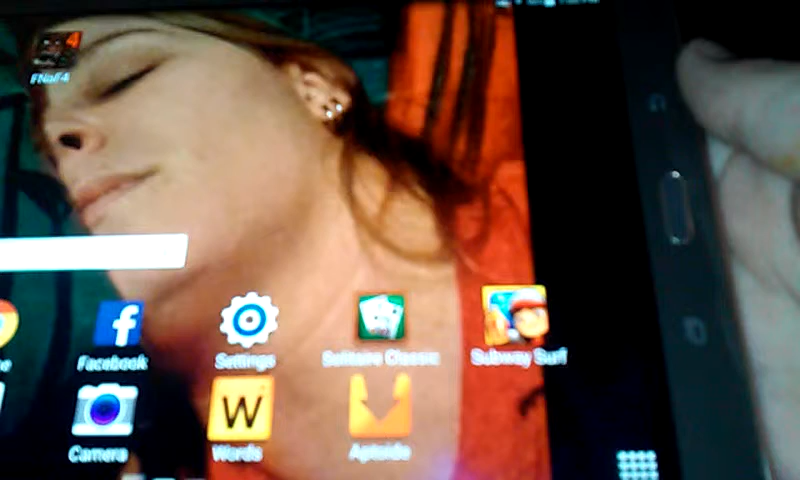 FNaF4
Facebook
Settings
Solitaire Classic
Subway Surf
Camera
W
Words
Aptoide